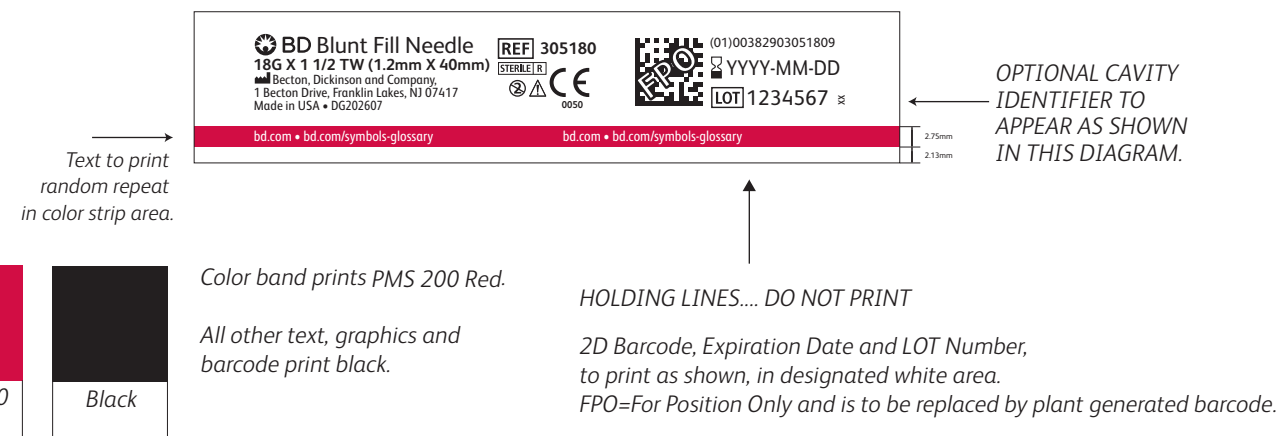 BD Blunt Fill Needle
18G X 1 1/2 TW (1.2mm X 40mm)
Becton, Dickinson and Company,
1 Becton Drive, Franklin Lakes, NJ 07417
Made in USA • DG202607
REF 305180
STERILE R
2
CE
0050
FPO
(01)00382903051809
YYYY-MM-DD
LOT 1234567 XX
bd.com • bd.com/symbols-glossary
bd.com • bd.com/symbols-glossary
2.75mm
2.13mm
OPTIONAL CAVITY
IDENTIFIER TO
APPEAR AS SHOWN
IN THIS DIAGRAM.
Text to print
random repeat
in color strip area.
0
Black
Color band prints PMS 200 Red.
All other text, graphics and
barcode print black.
HOLDING LINES.... DO NOT PRINT
2D Barcode, Expiration Date and LOT Number,
to print as shown, in designated white area.
FPO=For Position Only and is to be replaced by plant generated barcode.